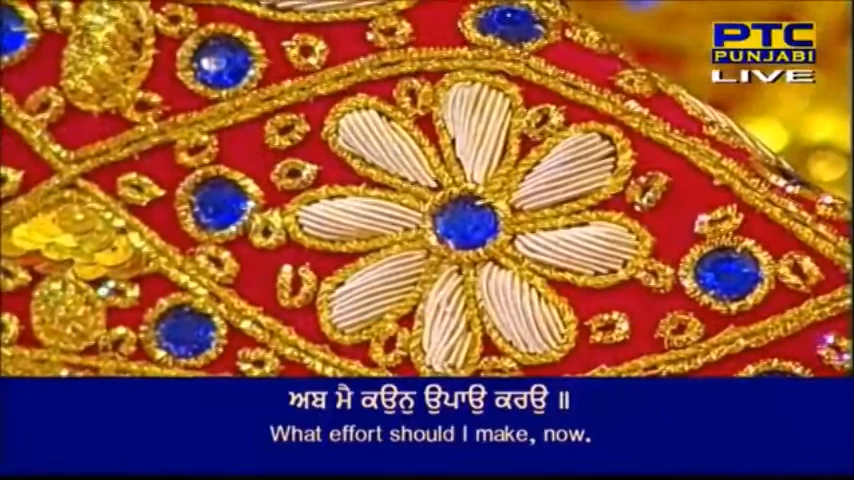 PTC
PUNJABI
LIVE
ਅਬ ਮੈ ਕਉਨੁ ਉਪਾਉ ਕਰਉ ॥
What effort should I make, now.